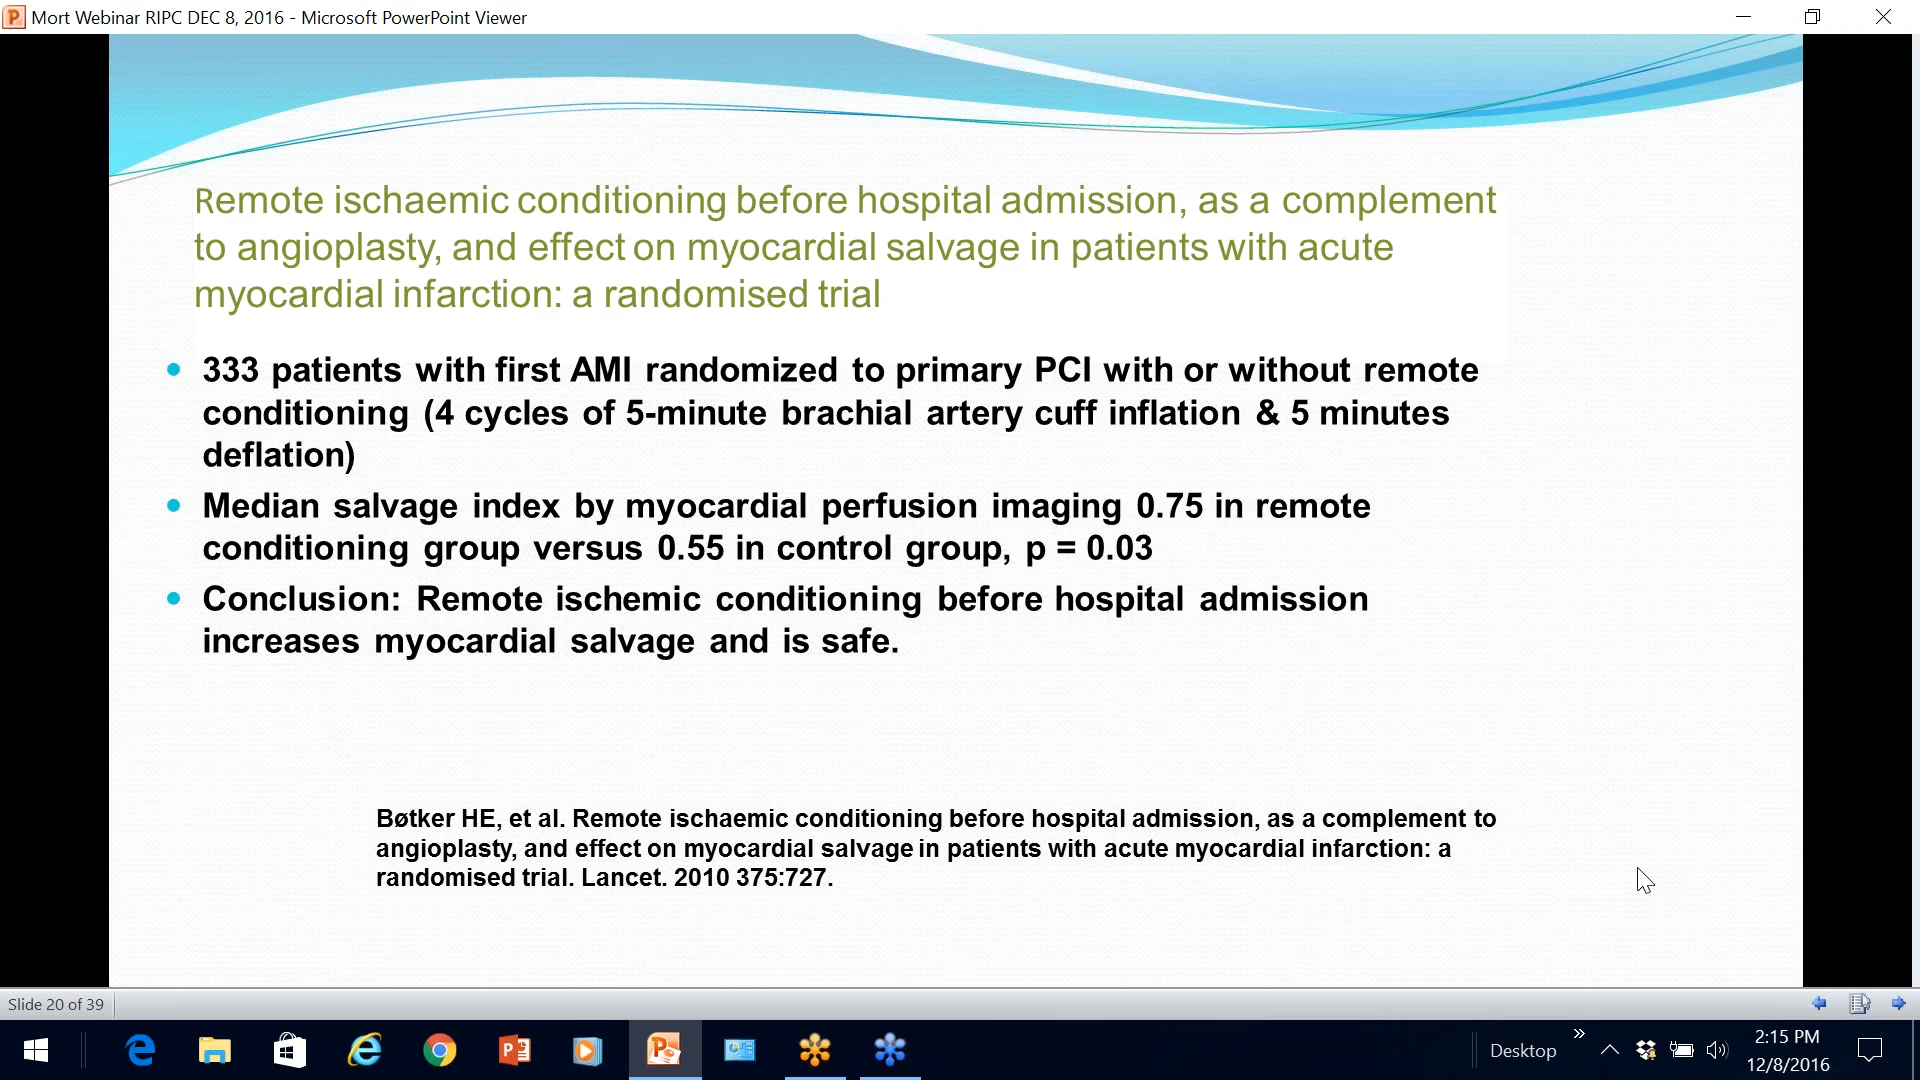 Mort Webinar RIPC DEC 8, 2016 - Microsoft PowerPoint Viewer
Remote ischaemic conditioning before hospital admission, as a complement
to angioplasty, and effect on myocardial salvage in patients with acute
myocardial infarction: a randomised trial
• 333 patients with first AMI randomized to primary PCI with or without remote
conditioning (4 cycles of 5-minute brachial artery cuff inflation & 5 minutes
deflation)
• Median salvage index by myocardial perfusion imaging 0.75 in remote
conditioning group versus 0.55 in control group, p = 0.03
• Conclusion: Remote ischemic conditioning before hospital admission
increases myocardial salvage and is safe.
Bøtker HE, et al. Remote ischaemic conditioning before hospital admission, as a complement to
angioplasty, and effect on myocardial salvage in patients with acute myocardial infarction: a
randomised trial. Lancet. 2010 375:727.
Slide 20 of 39
Desktop
2:15 PM
12/8/2016